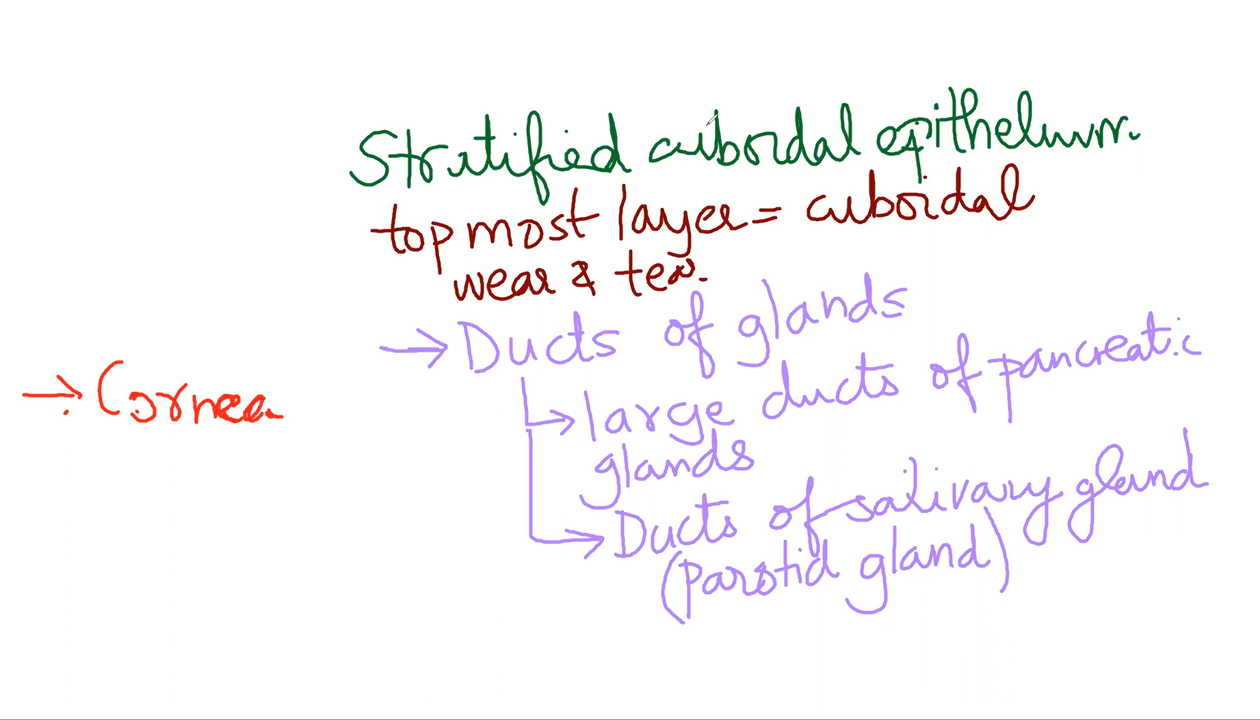 Stratified cuboidal epithelium.
top most layer = cuboidal
wear & tear.
→ Ducts of glands
→ large ducts of pancreatic
glands
→ Ducts of salivary gland
(parotid gland)
→ Cornea